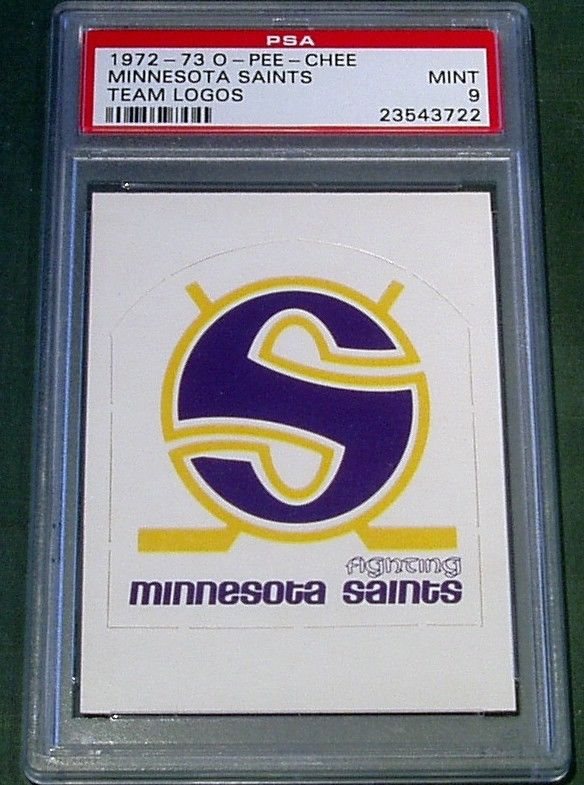 PSA
1972-73 O-PEE-CHEE
MINNESOTA SAINTS MINT
TEAM LOGOS 9
23543722
S
fighting
minnesota saints